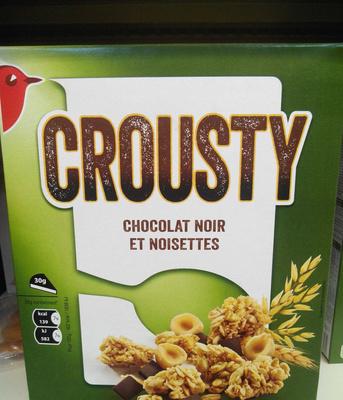 CROUSTY
CHOCOLAT NOIR
ET NOISETTES
30g
kcal
139
kJ
582